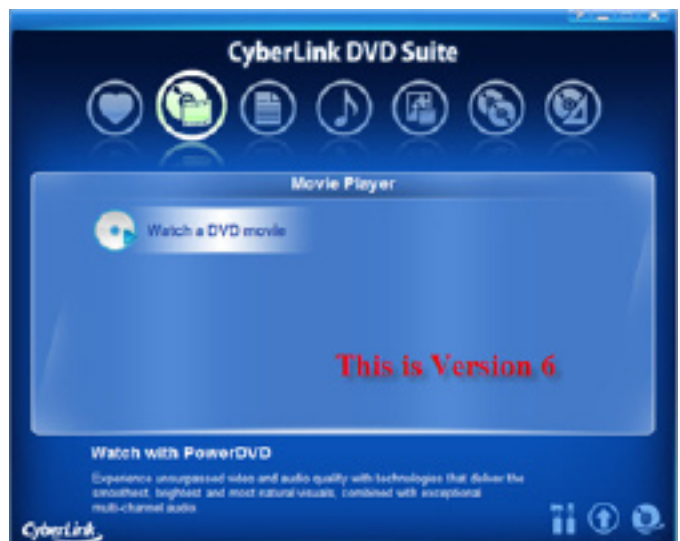 CyberLink DVD Suite
Movie Player
Watch a DVD movie
This is Version 6
Watch with PowerDVD
Experience unsurpassed video and audio quality with technologies that deliver the
smoothest, brightest and most natural visuals, combined with exceptional
multi-channel audio.
CyberLink